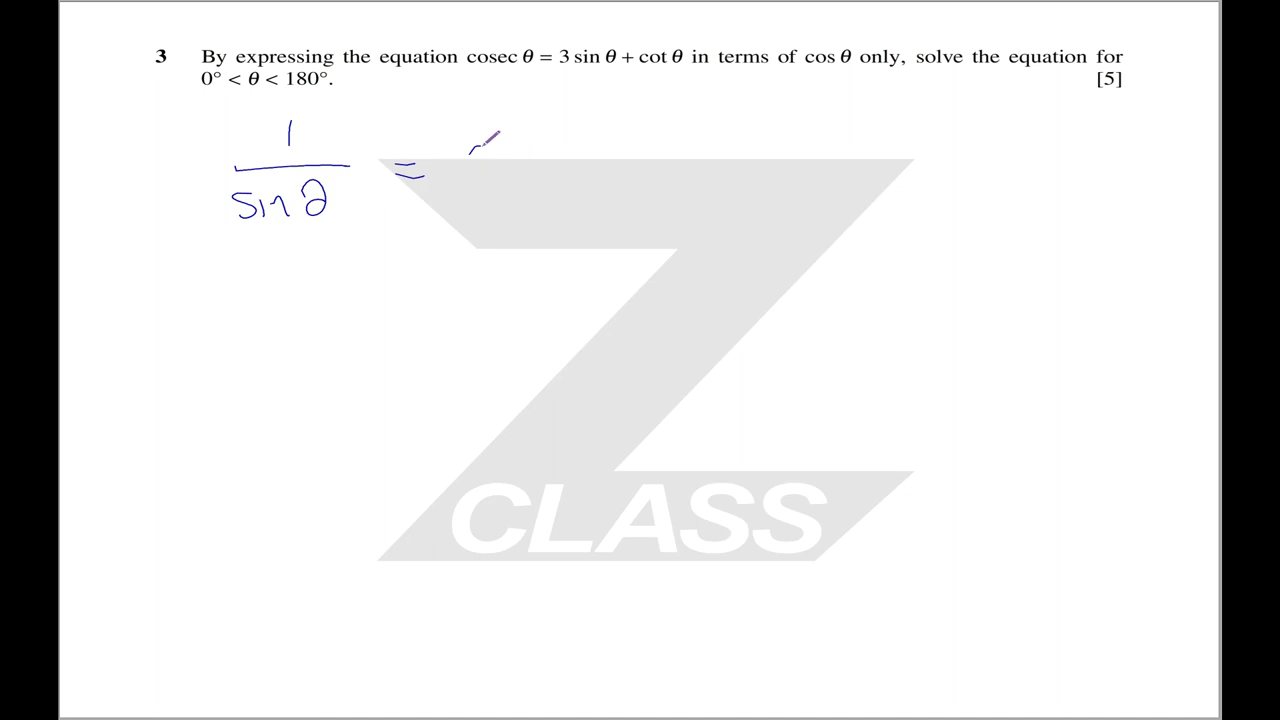 3 By expressing the equation cosec θ = 3 sin θ + cot θ in terms of cos θ only, solve the equation for
0° < θ < 180°. [5]
1
sin θ =
CLASS